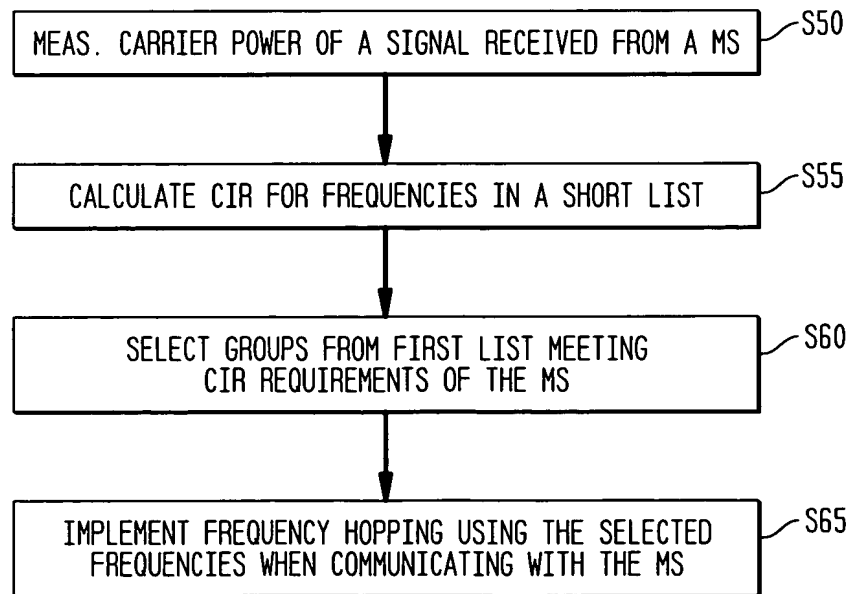 MEAS. CARRIER POWER OF A SIGNAL RECEIVED FROM A MS
S50
CALCULATE CIR FOR FREQUENCIES IN A SHORT LIST
S55
SELECT GROUPS FROM FIRST LIST MEETING
CIR REQUIREMENTS OF THE MS
S60
IMPLEMENT FREQUENCY HOPPING USING THE SELECTED
FREQUENCIES WHEN COMMUNICATING WITH THE MS
S65